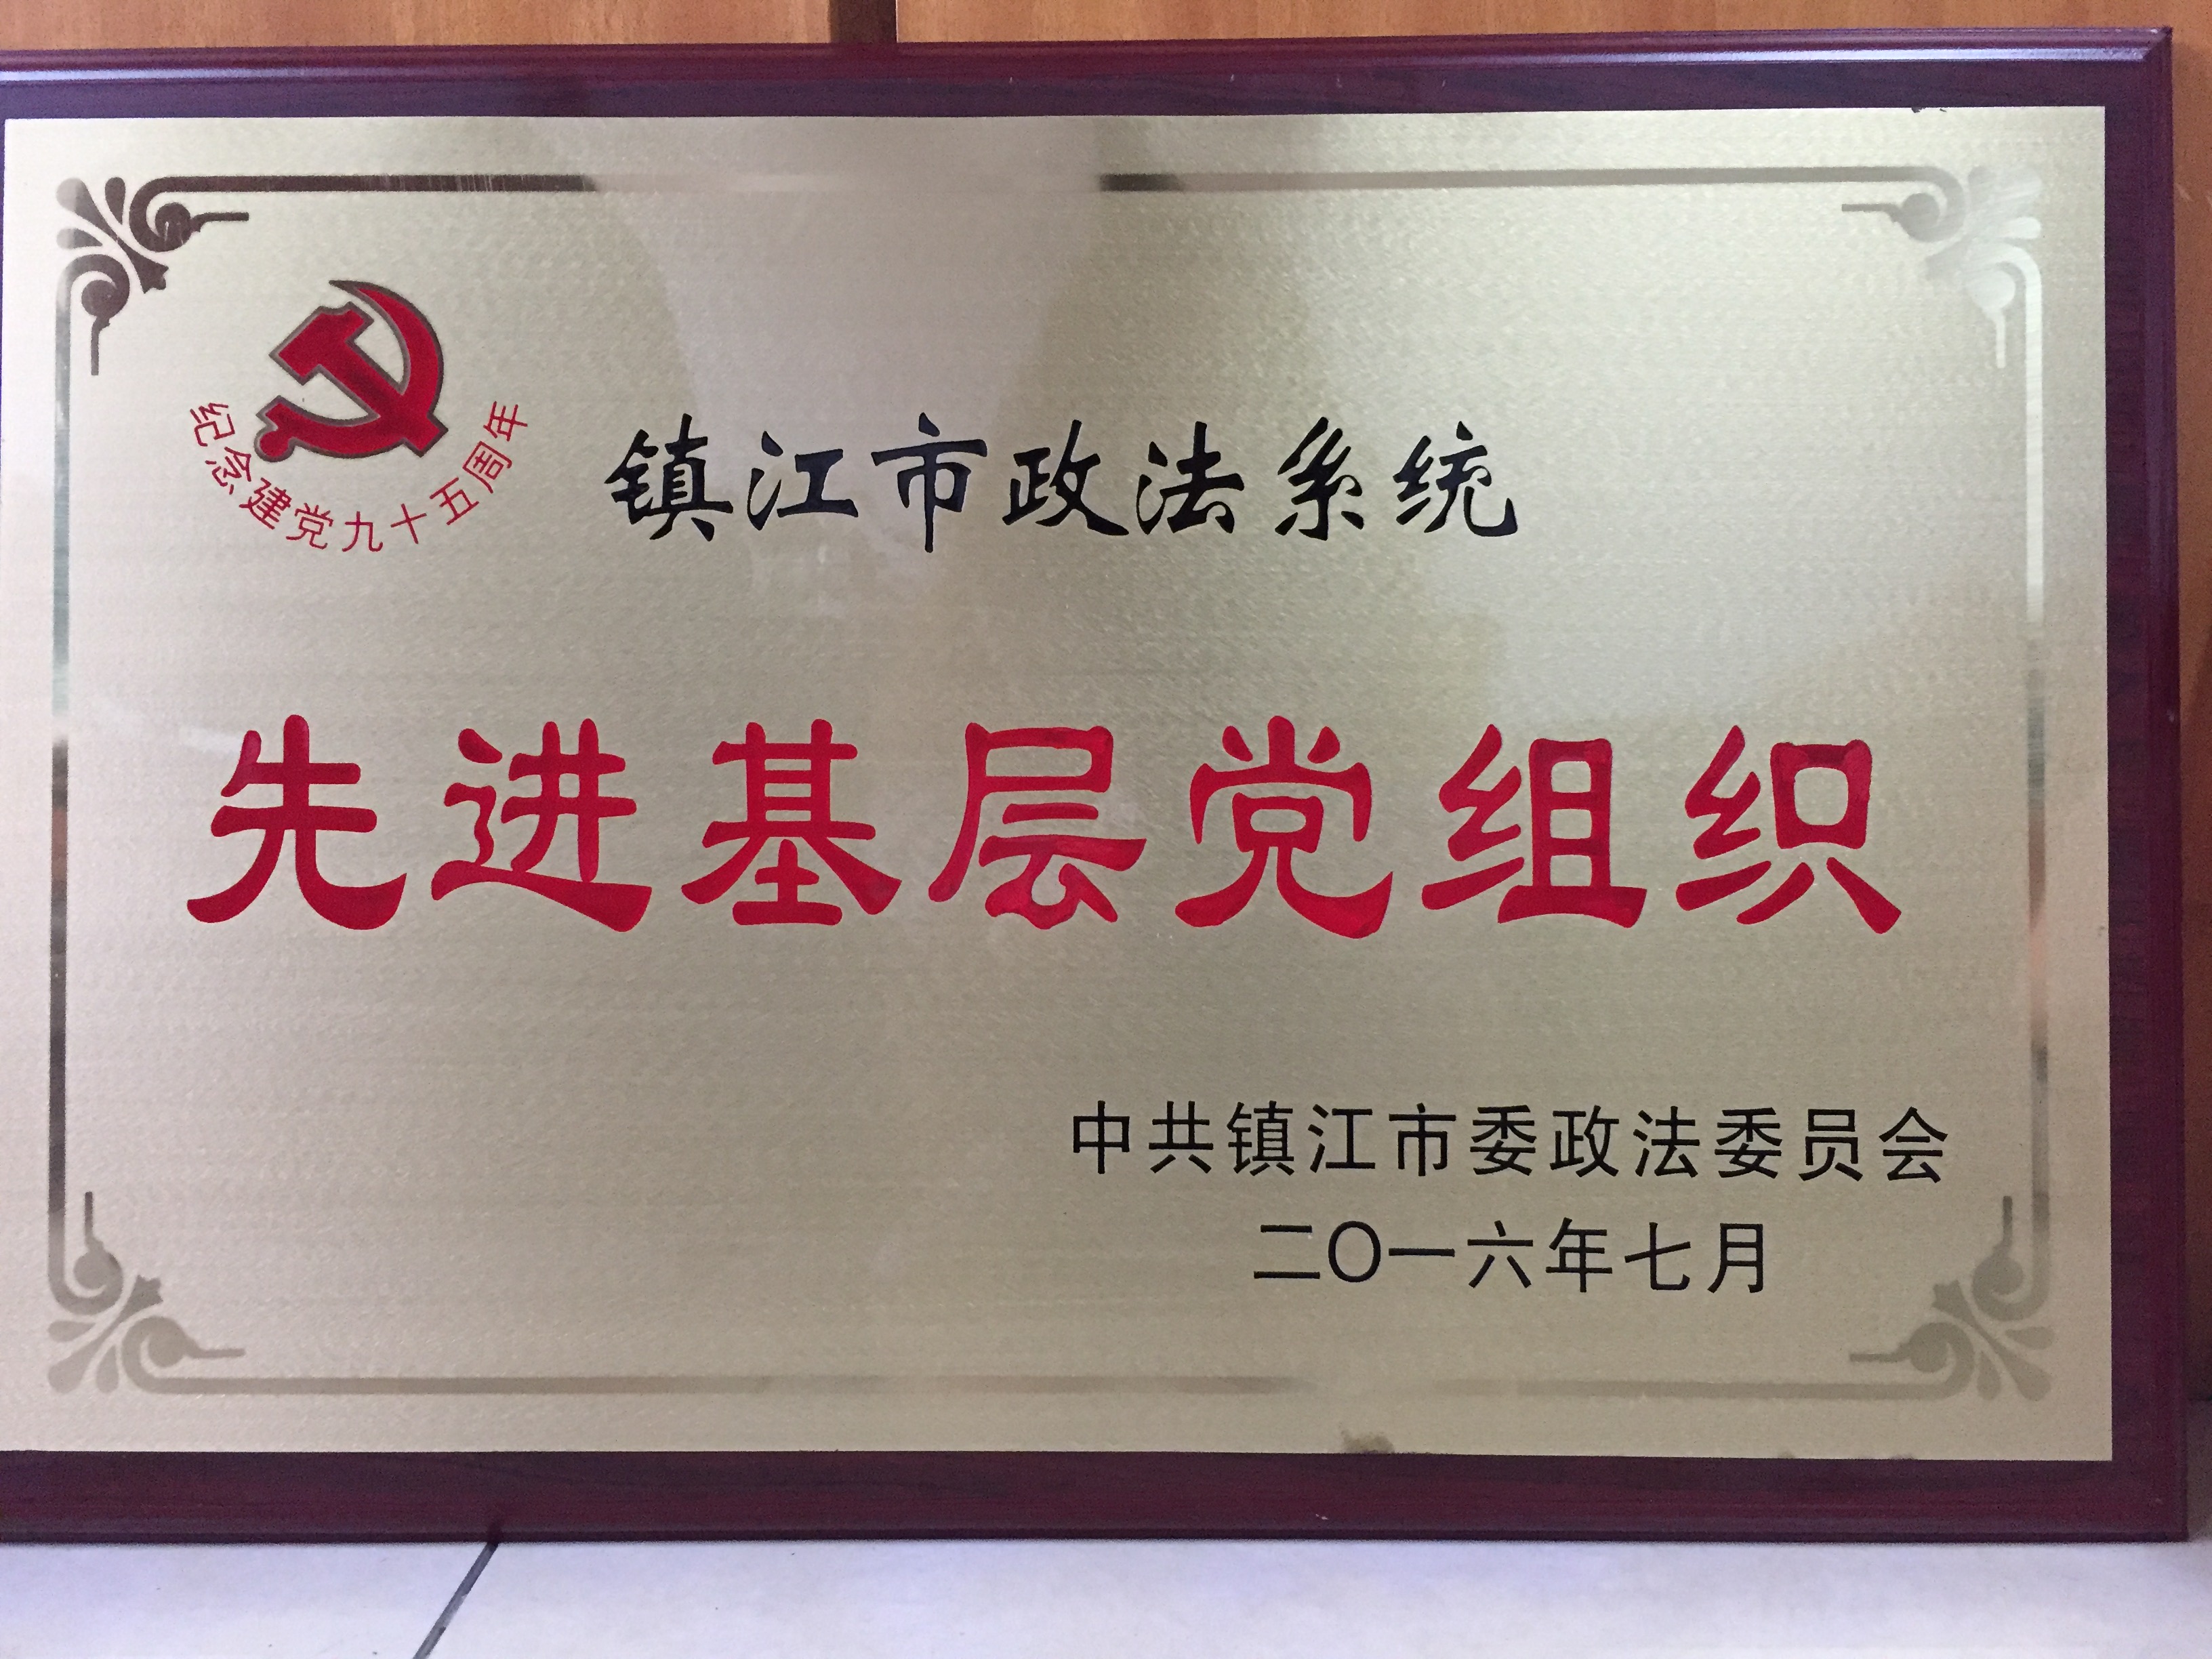 纪念建党九十五周年
镇江市政法系统
先进基层党组织
中共镇江市委政法委员会
二〇一六年七月